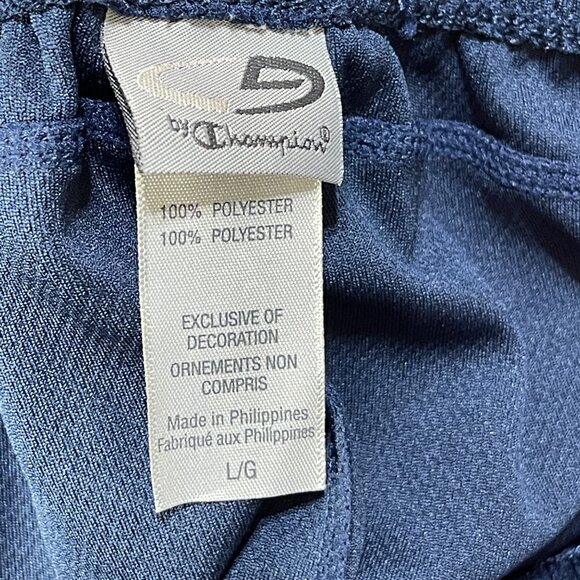 by Champion®
100% POLYESTER
100% POLYESTER
EXCLUSIVE OF
DECORATION
ORNEMENTS NON
COMPRIS
Made in Philippines
Fabriqué aux Philippines
L/G